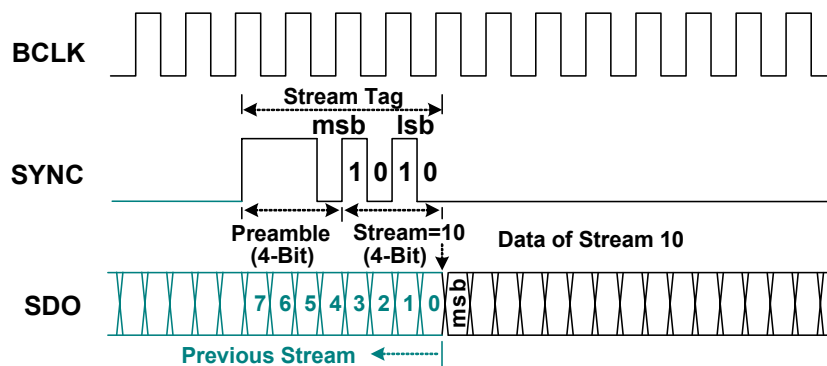 BCLK
Stream Tag
msb lsb
SYNC
1 0 1 0
Preamble
(4-Bit)
Stream=10
(4-Bit)
Data of Stream 10
SDO
7 6 5 4 3 2 1 0 msb
Previous Stream